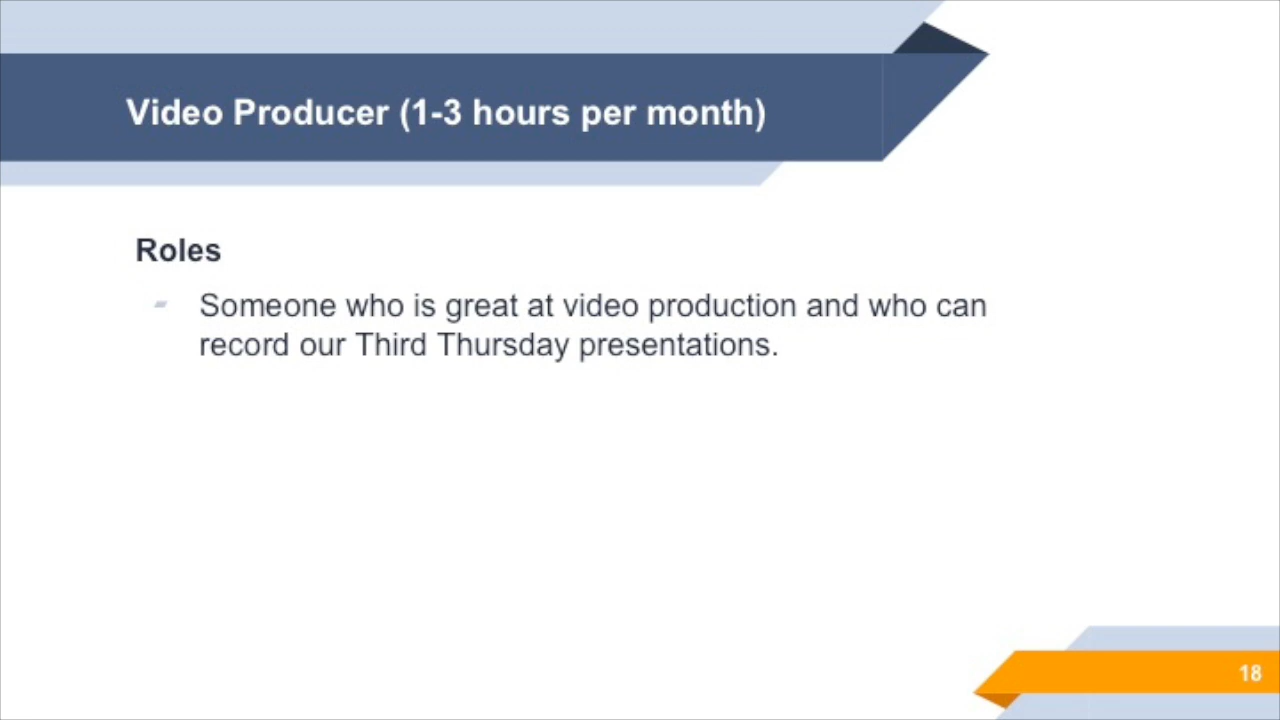 Video Producer (1-3 hours per month)
Roles
Someone who is great at video production and who can
record our Third Thursday presentations.
18